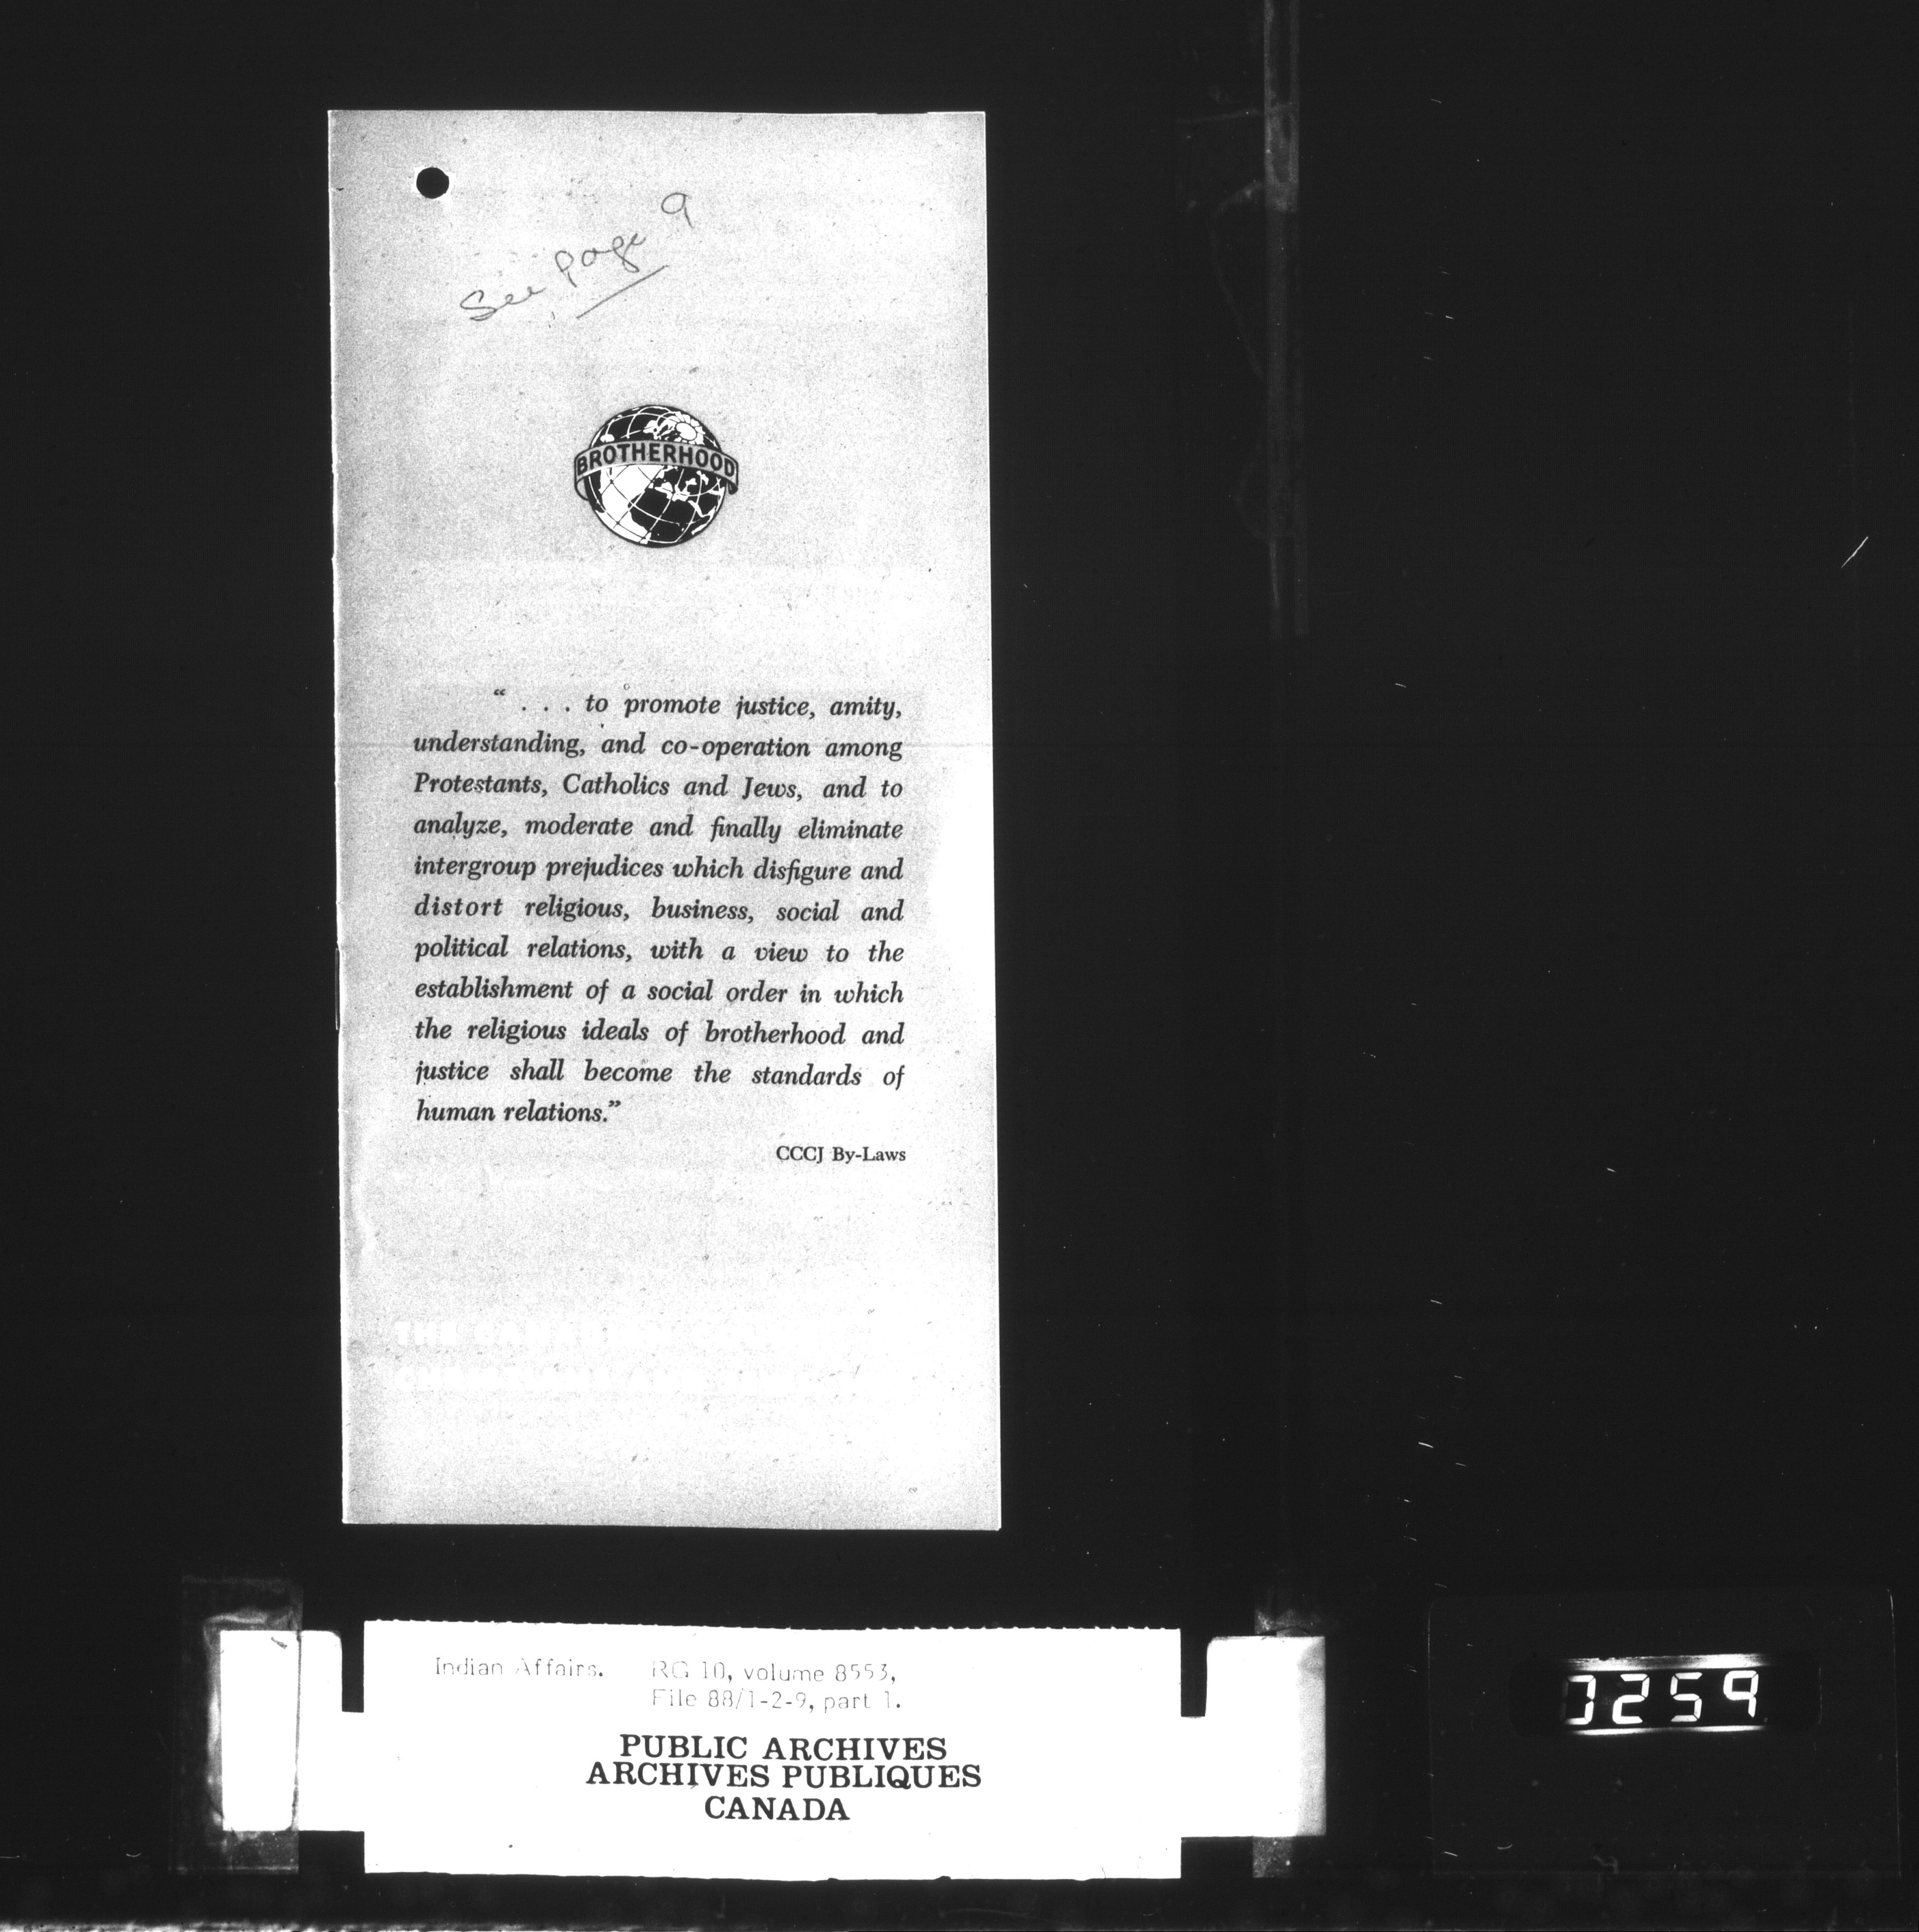 See page 9
BROTHERHOOD
“ . . . to promote justice, amity,
understanding, and co-operation among
Protestants, Catholics and Jews, and to
analyze, moderate and finally eliminate
intergroup prejudices which disfigure and
distort religious, business, social and
political relations, with a view to the
establishment of a social order in which
the religious ideals of brotherhood and
justice shall become the standards of
human relations.”
CCCJ By-Laws
Indian Affairs. RG 10, volume 8553,
File 88/1-2-9, part 1.
PUBLIC ARCHIVES
ARCHIVES PUBLIQUES
CANADA
0259